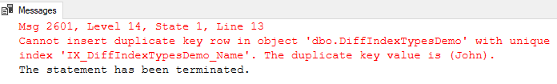 Messages
Msg 2601, Level 14, State 1, Line 13
Cannot insert duplicate key row in object 'dbo.DiffIndexTypesDemo' with unique
index 'IX_DiffIndexTypesDemo_Name'. The duplicate key value is (John).
The statement has been terminated.